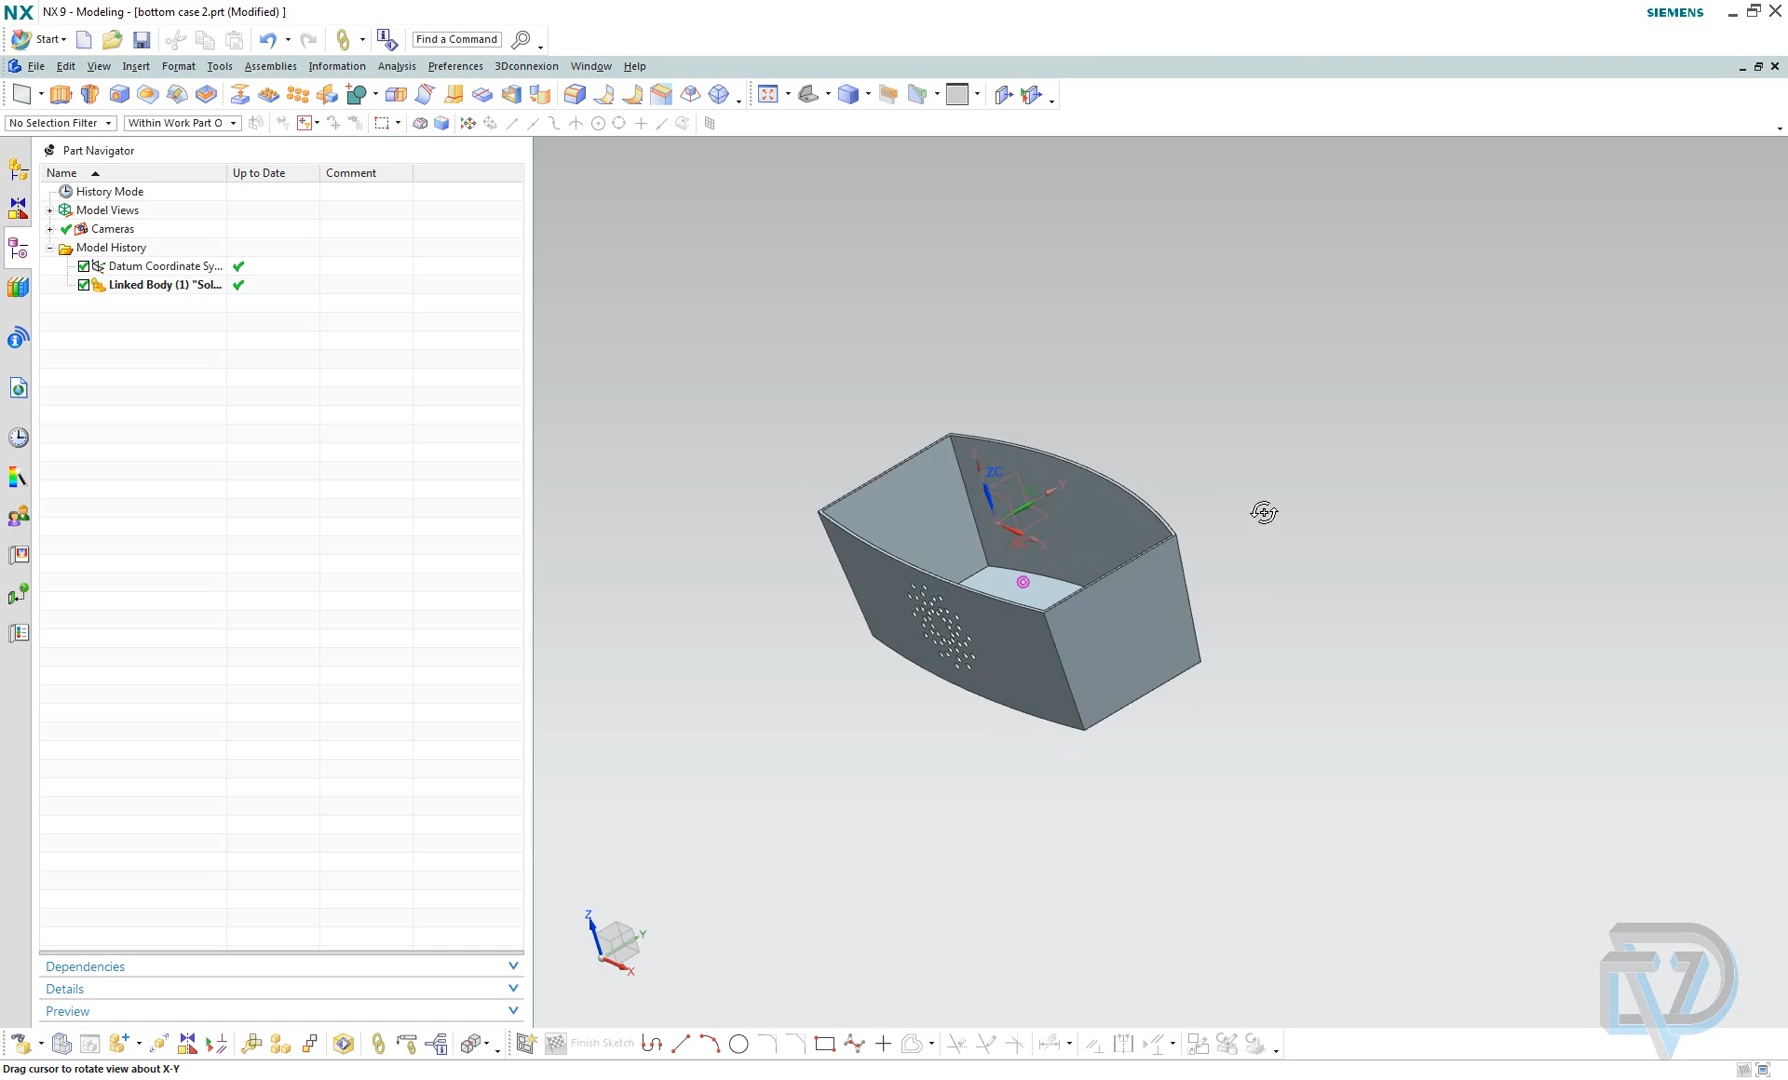 NX NX 9 - Modeling - [bottom case 2.prt (Modified) ] SIEMENS
Start Find a Command
File Edit View Insert Format Tools Assemblies Information Analysis Preferences 3Dconnexion Window Help
No Selection Filter Within Work Part O
Part Navigator
Name Up to Date Comment
History Mode
Model Views
Cameras
Model History
Datum Coordinate Sy...
Linked Body (1) "Sol...
Z
ZC
Y
XC X
Z
Y
X
Dependencies
Details
Preview
Finish Sketch
Drag cursor to rotate view about X-Y